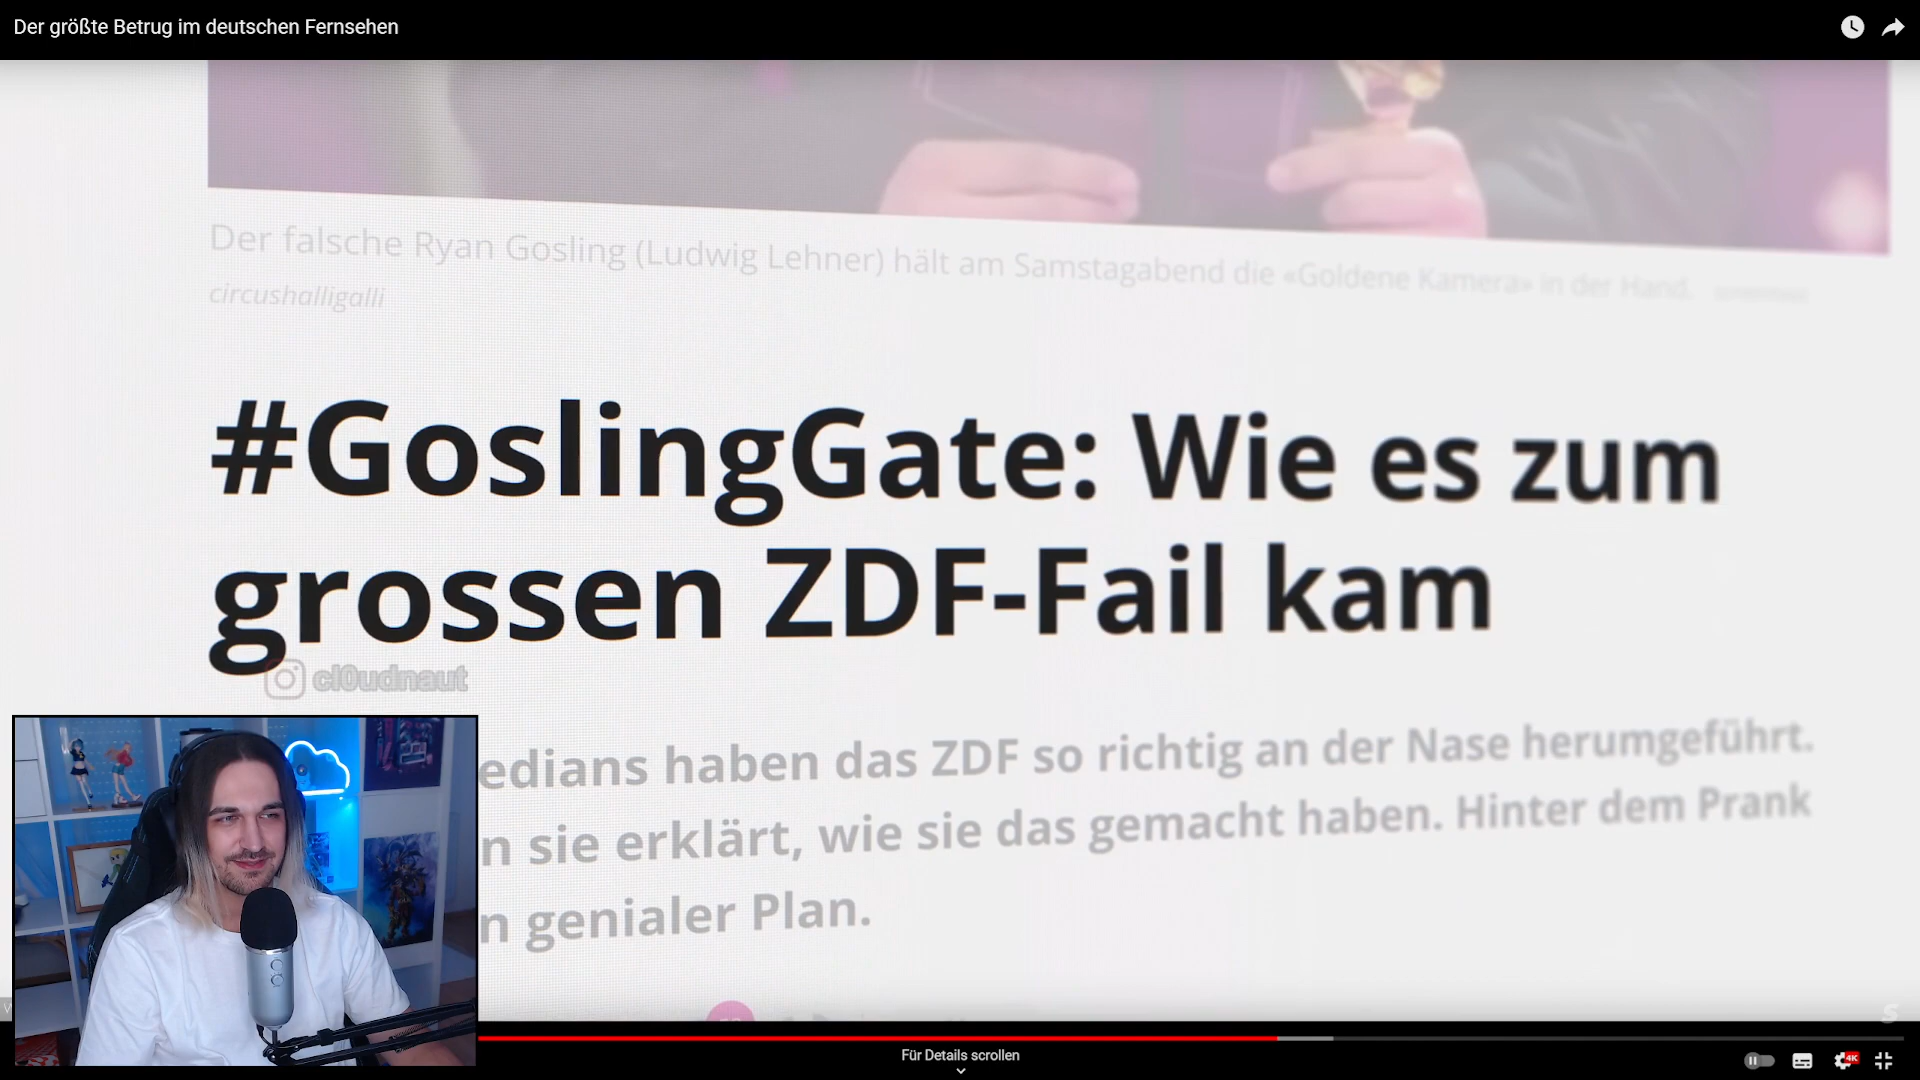 Der größte Betrug im deutschen Fernsehen
Der falsche Ryan Gosling (Ludwig Lehner) hält am Samstagabend die «Goldene Kamera» in der Hand.
circushalligalli
#GoslingGate: Wie es zum
grossen ZDF-Fail kam
cl0udnaut
edians haben das ZDF so richtig an der Nase herumgeführt.
n sie erklärt, wie sie das gemacht haben. Hinter dem Prank
n genialer Plan.
Für Details scrollen
4K